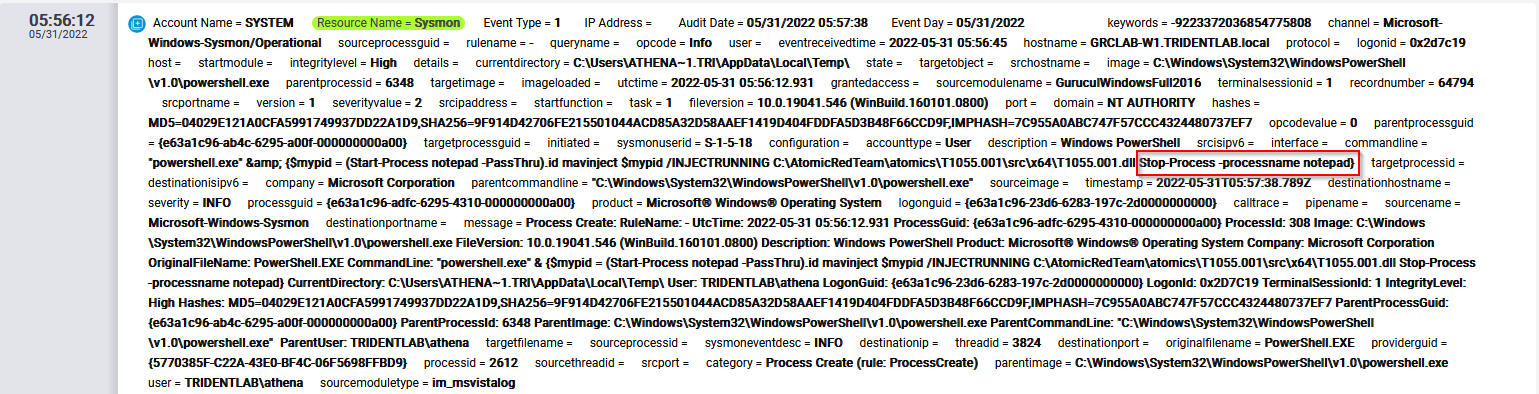 05:56:12 Account Name = SYSTEM Resource Name = Sysmon Event Type = 1 IP Address = Audit Date = 05/31/2022 05:57:38 Event Day = 05/31/2022 keywords = -9223372036854775808 channel = Microsoft-
05/31/2022 Windows-Sysmon/Operational sourceprocessguid = rulename = - queryname = opcode = Info user = eventreceivedtime = 2022-05-31 05:56:45 hostname = GRCLAB-W1.TRIDENTLAB.local protocol = logonid = 0x2d7c19
host = startmodule = integritylevel = High details = currentdirectory = C:\Users\ATHENA~1.TRI\AppData\Local\Temp\ state = targetobject = srchostname = image = C:\Windows\System32\WindowsPowerShell
\v1.0\powershell.exe parentprocessid = 6348 targetimage = imageloaded = utctime = 2022-05-31 05:56:12.931 grantedaccess = sourcemodulename = GuruculWindowsFull2016 terminalsessionid = 1 recordnumber = 64794
srcportname = version = 1 severityvalue = 2 srcipaddress = startfunction = task = 1 fileversion = 10.0.19041.546 (WinBuild.160101.0800) port = domain = NT AUTHORITY hashes =
MD5=04029E121A0CFA5991749937DD22A1D9,SHA256=9F914D42706FE215501044ACD85A32D58AAEF1419D404FDDFA5D3B48F66CCD9F,IMPHASH=7C955A0ABC747F57CCC4324480737EF7 opcodevalue = 0 parentprocessguid
= {e63a1c96-ab4c-6295-a00f-000000000a00} targetprocessguid = initiated = sysmonuserid = S-1-5-18 configuration = accounttype = User description = Windows PowerShell srcisipv6 = interface = commandline =
"powershell.exe" &amp; {$mypid = (Start-Process notepad -PassThru).id mavinject $mypid /INJECTRUNNING C:\AtomicRedTeam\atomics\T1055.001\src\x64\T1055.001.dll Stop-Process -processname notepad} targetprocessid =
destinationisipv6 = company = Microsoft Corporation parentcommandline = "C:\Windows\System32\WindowsPowerShell\v1.0\powershell.exe" sourceimage = timestamp = 2022-05-31T05:57:38.789Z destinationhostname =
severity = INFO processguid = {e63a1c96-adfc-6295-4310-000000000a00} product = Microsoft® Windows® Operating System logonguid = {e63a1c96-23d6-6283-197c-2d0000000000} calltrace = pipename = sourcename =
Microsoft-Windows-Sysmon destinationportname = message = Process Create: RuleName: - UtcTime: 2022-05-31 05:56:12.931 ProcessGuid: {e63a1c96-adfc-6295-4310-000000000a00} ProcessId: 308 Image: C:\Windows
\System32\WindowsPowerShell\v1.0\powershell.exe FileVersion: 10.0.19041.546 (WinBuild.160101.0800) Description: Windows PowerShell Product: Microsoft® Windows® Operating System Company: Microsoft Corporation
OriginalFileName: PowerShell.EXE CommandLine: "powershell.exe" & {$mypid = (Start-Process notepad -PassThru).id mavinject $mypid /INJECTRUNNING C:\AtomicRedTeam\atomics\T1055.001\src\x64\T1055.001.dll Stop-Process
-processname notepad} CurrentDirectory: C:\Users\ATHENA~1.TRI\AppData\Local\Temp\ User: TRIDENTLAB\athena LogonGuid: {e63a1c96-23d6-6283-197c-2d0000000000} LogonId: 0x2D7C19 TerminalSessionId: 1 IntegrityLevel:
High Hashes: MD5=04029E121A0CFA5991749937DD22A1D9,SHA256=9F914D42706FE215501044ACD85A32D58AAEF1419D404FDDFA5D3B48F66CCD9F,IMPHASH=7C955A0ABC747F57CCC4324480737EF7 ParentProcessGuid:
{e63a1c96-ab4c-6295-a00f-000000000a00} ParentProcessId: 6348 ParentImage: C:\Windows\System32\WindowsPowerShell\v1.0\powershell.exe ParentCommandLine: "C:\Windows\System32\WindowsPowerShell
\v1.0\powershell.exe" ParentUser: TRIDENTLAB\athena targetfilename = sourceprocessid = sysmoneventdesc = INFO destinationip = threadid = 3824 destinationport = originalfilename = PowerShell.EXE providerguid =
{5770385F-C22A-43E0-BF4C-06F5698FFBD9} processid = 2612 sourcethreadid = srcport = category = Process Create (rule: ProcessCreate) parentimage = C:\Windows\System32\WindowsPowerShell\v1.0\powershell.exe
user = TRIDENTLAB\athena sourcemoduletype = im_msvistalog